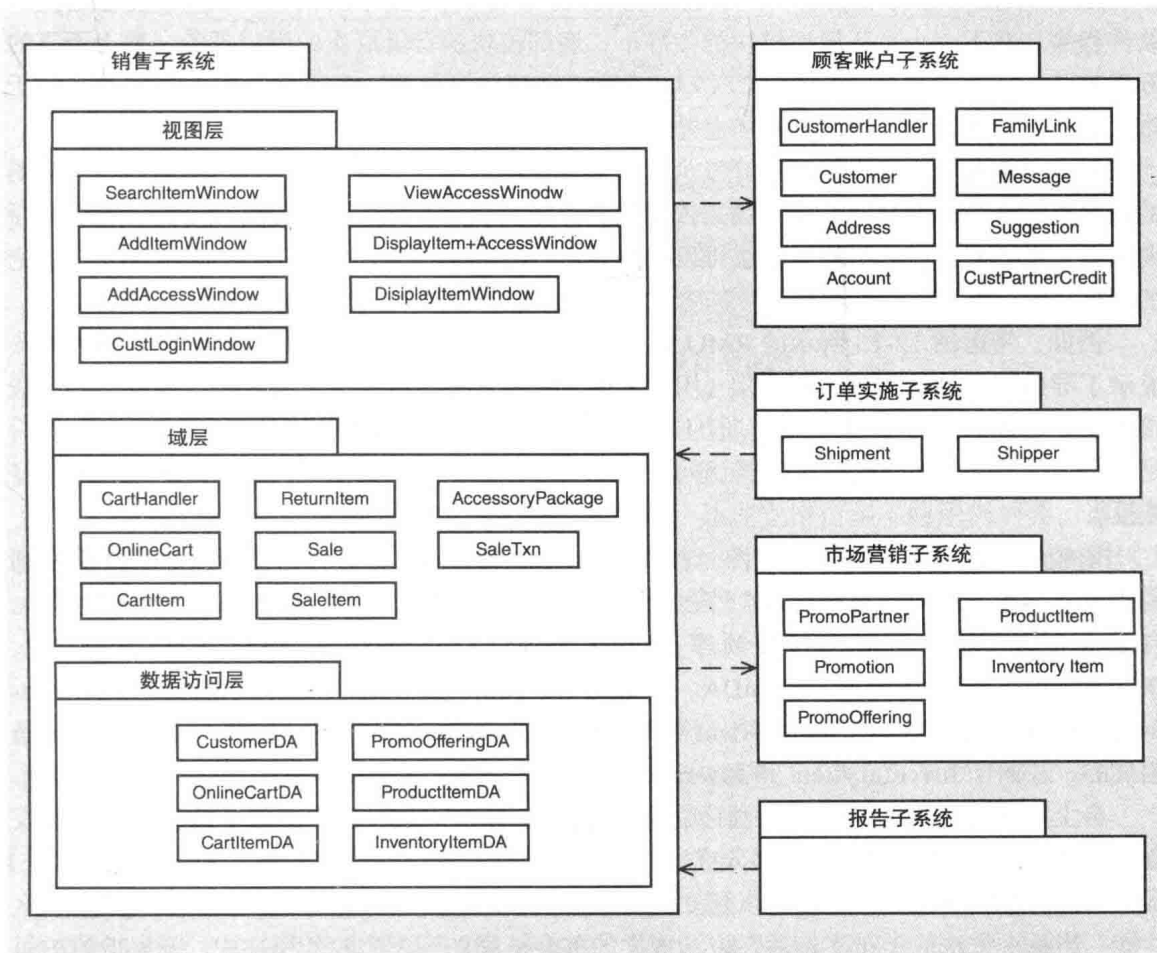 销售子系统
视图层
SearchItemWindow
ViewAccessWinodw
AddItemWindow
DisplayItem+AccessWindow
AddAccessWindow
DisiplayItemWindow
CustLoginWindow
域层
CartHandler
ReturnItem
AccessoryPackage
OnlineCart
Sale
SaleTxn
CartItem
SaleItem
数据访问层
CustomerDA
PromoOfferingDA
OnlineCartDA
ProductItemDA
CartItemDA
InventoryItemDA
顾客账户子系统
CustomerHandler
FamilyLink
Customer
Message
Address
Suggestion
Account
CustPartnerCredit
订单实施子系统
Shipment
Shipper
市场营销子系统
PromoPartner
ProductItem
Promotion
Inventory Item
PromoOffering
报告子系统